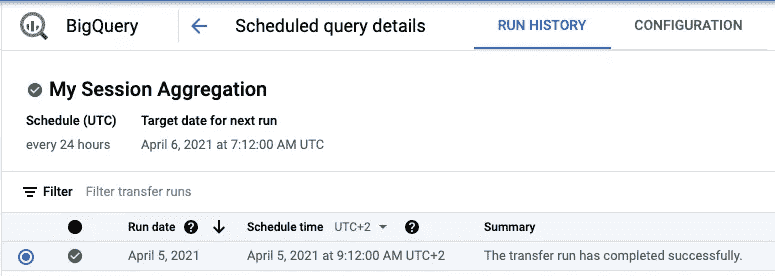 BigQuery Scheduled query details RUN HISTORY CONFIGURATION
My Session Aggregation
Schedule (UTC) Target date for next run
every 24 hours April 6, 2021 at 7:12:00 AM UTC
Filter Filter transfer runs
Run date ? Schedule time UTC+2 ? Summary
April 5, 2021 April 5, 2021 at 9:12:00 AM UTC+2 The transfer run has completed successfully.